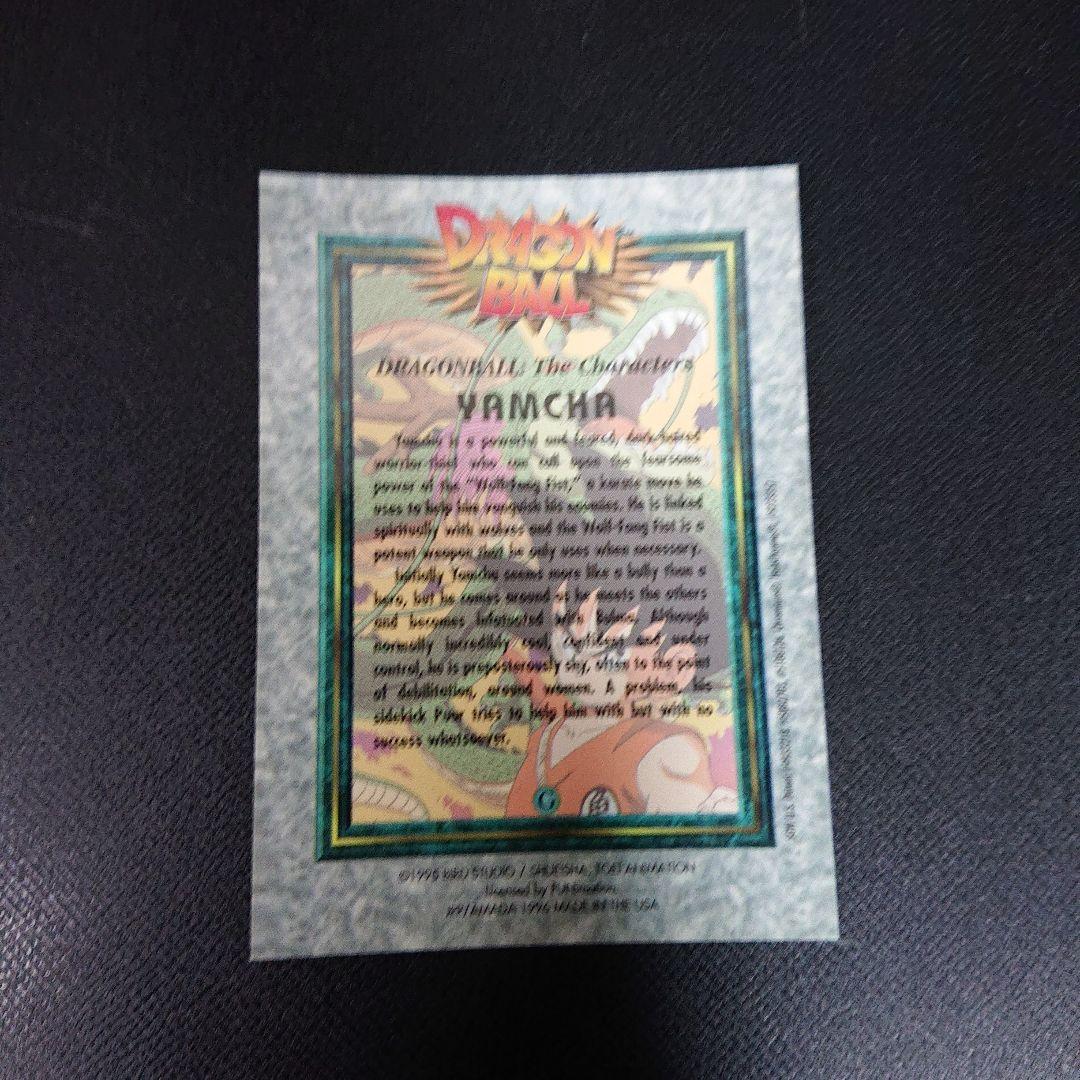 DRAGON
BALL
DRAGONBALL: The Characters
YAMCHA
Yamcha is a powerful and feared, dark-haired
warrior-thief who can call upon the fearsome
power of the "Wolf-Fang Fist," a karate move he
uses to help him vanquish his enemies. He is linked
spiritually with wolves and the Wolf-Fang Fist is a
potent weapon that he only uses when necessary.
Initially Yamcha seems more like a bully than a
hero, but he comes around as he meets the others
and becomes infatuated with Bulma. Although
normally incredibly cool, confident and under
control, he is preposterously shy, often to the point
of debilitation, around women. A problem, his
sidekick Puar tries to help him with but with no
success whatsoever.
G
©1995 BIRD STUDIO / SHUEISHA, TOEI ANIMATION
Licensed by FUNimation
JPP/AMADA 1996 MADE IN THE USA